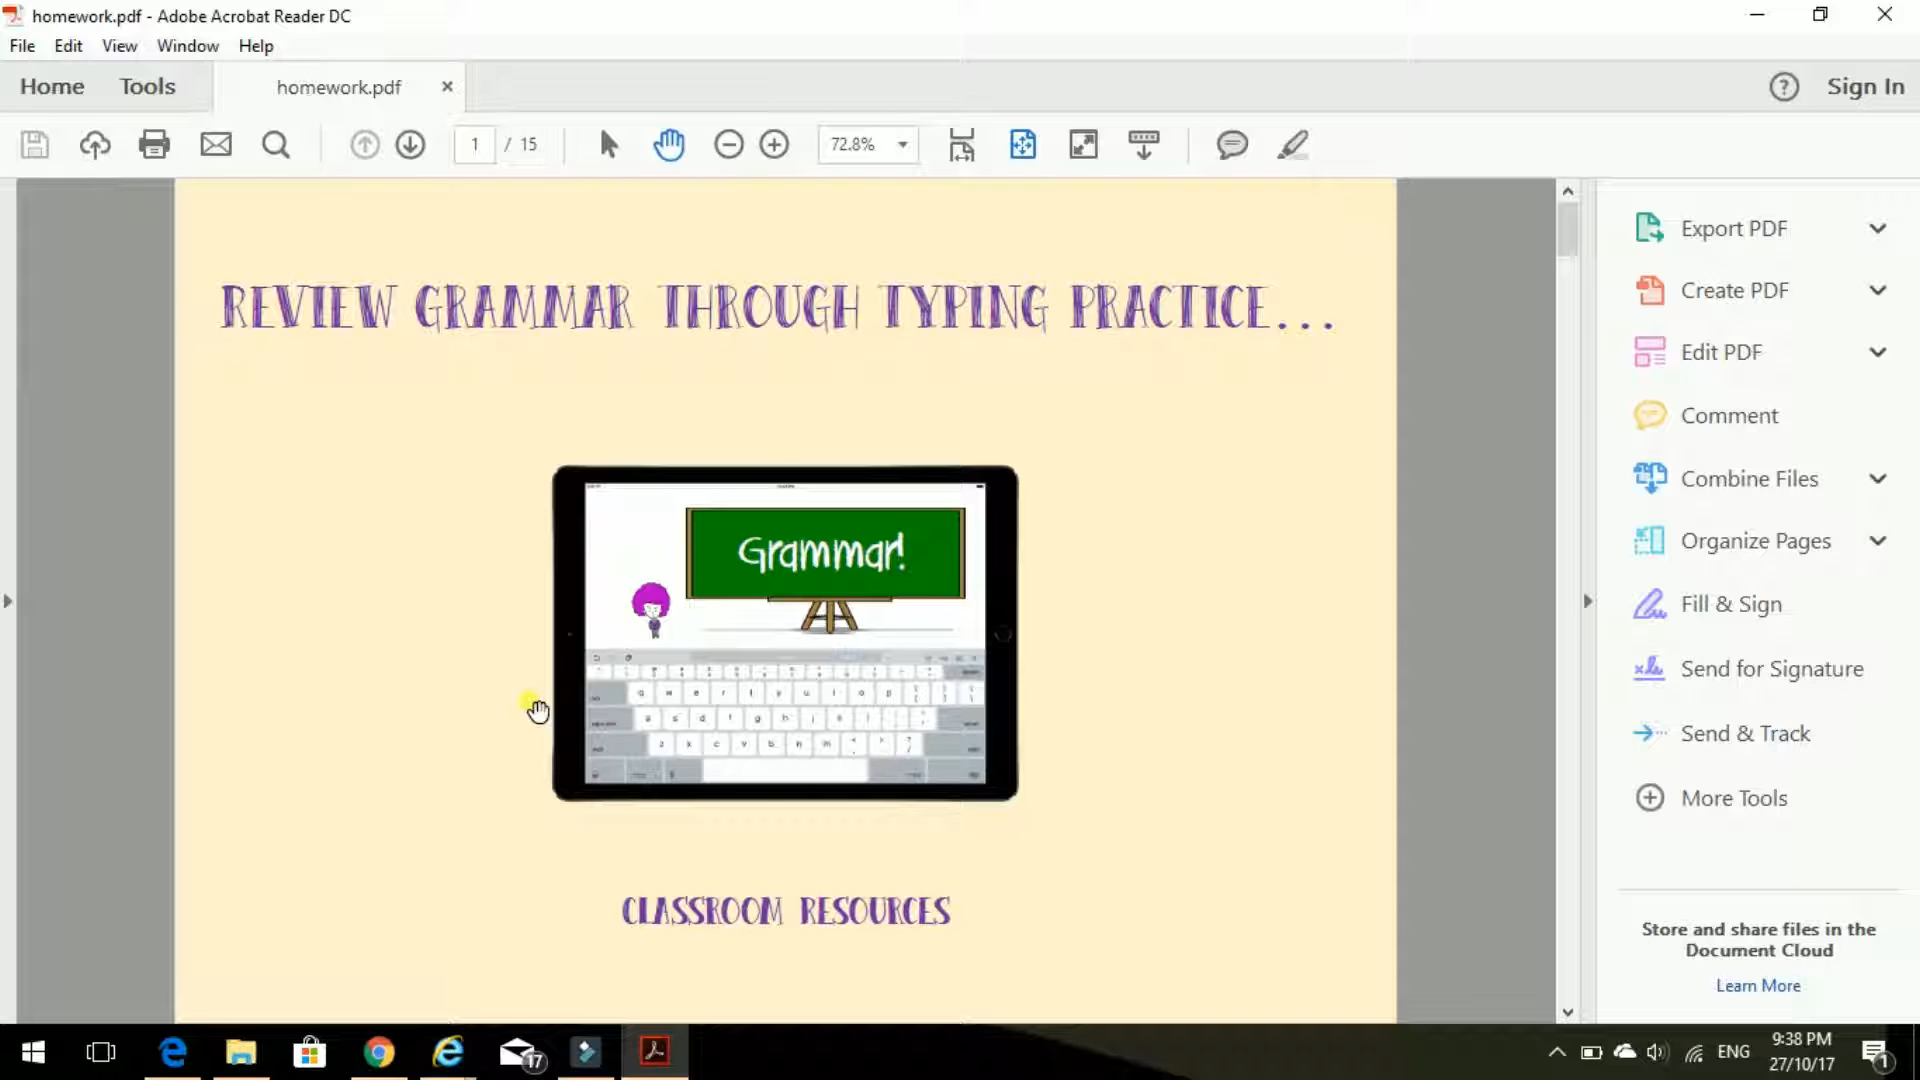 homework.pdf - Adobe Acrobat Reader DC
File Edit View Window Help
Home Tools homework.pdf × Sign In
1 / 15 72.8%
REVIEW GRAMMAR THROUGH TYPING PRACTICE...
Grammar!
q w e r t y u i o p
a s d f g h j k l
z x c v b n m
CLASSROOM RESOURCES
Export PDF
Create PDF
Edit PDF
Comment
Combine Files
Organize Pages
Fill & Sign
Send for Signature
Send & Track
More Tools
Store and share files in the
Document Cloud
Learn More
17
ENG
9:38 PM
27/10/17
1